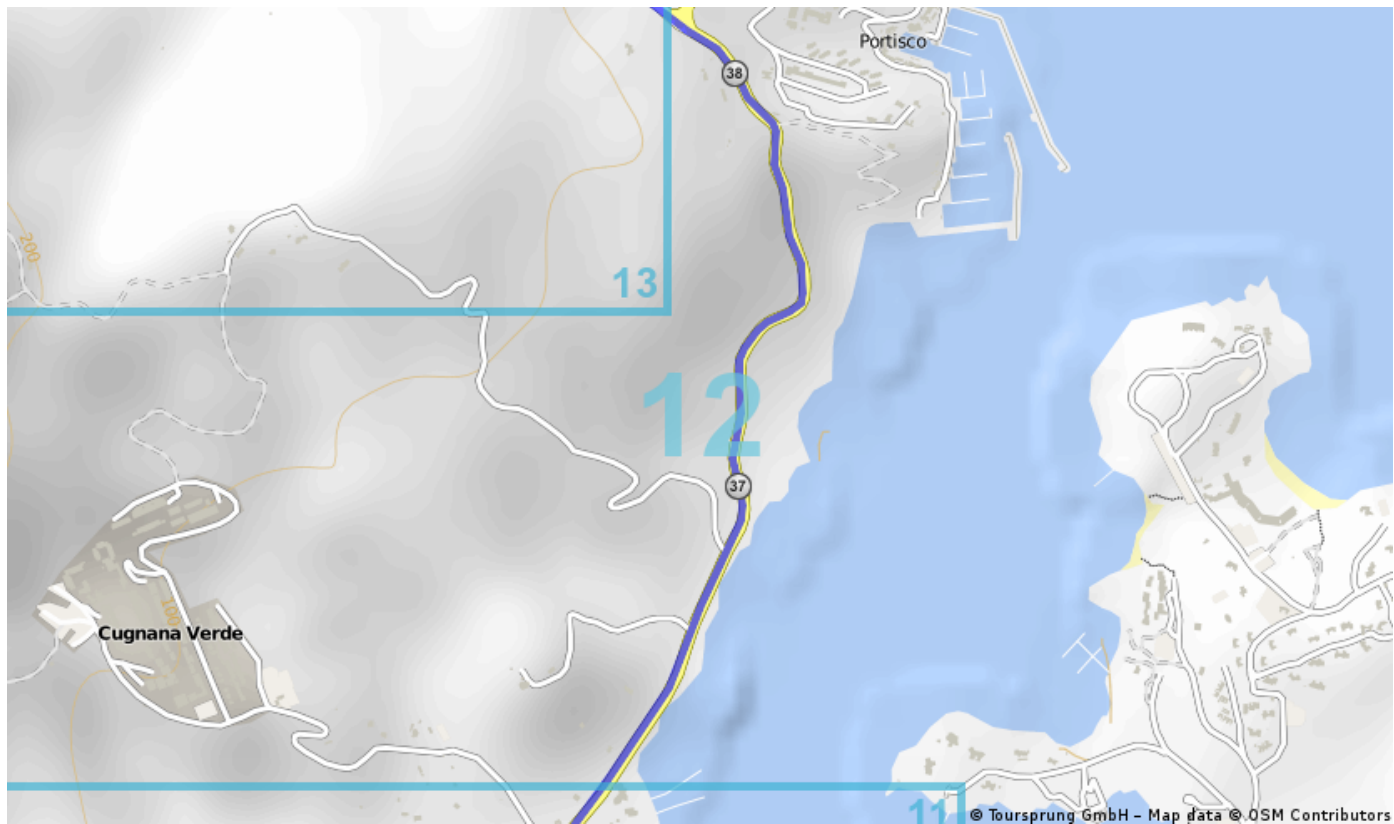 Portisco
38
200
13
12
37
100
Cugnana Verde
11
© Toursprung GmbH – Map data © OSM Contributors